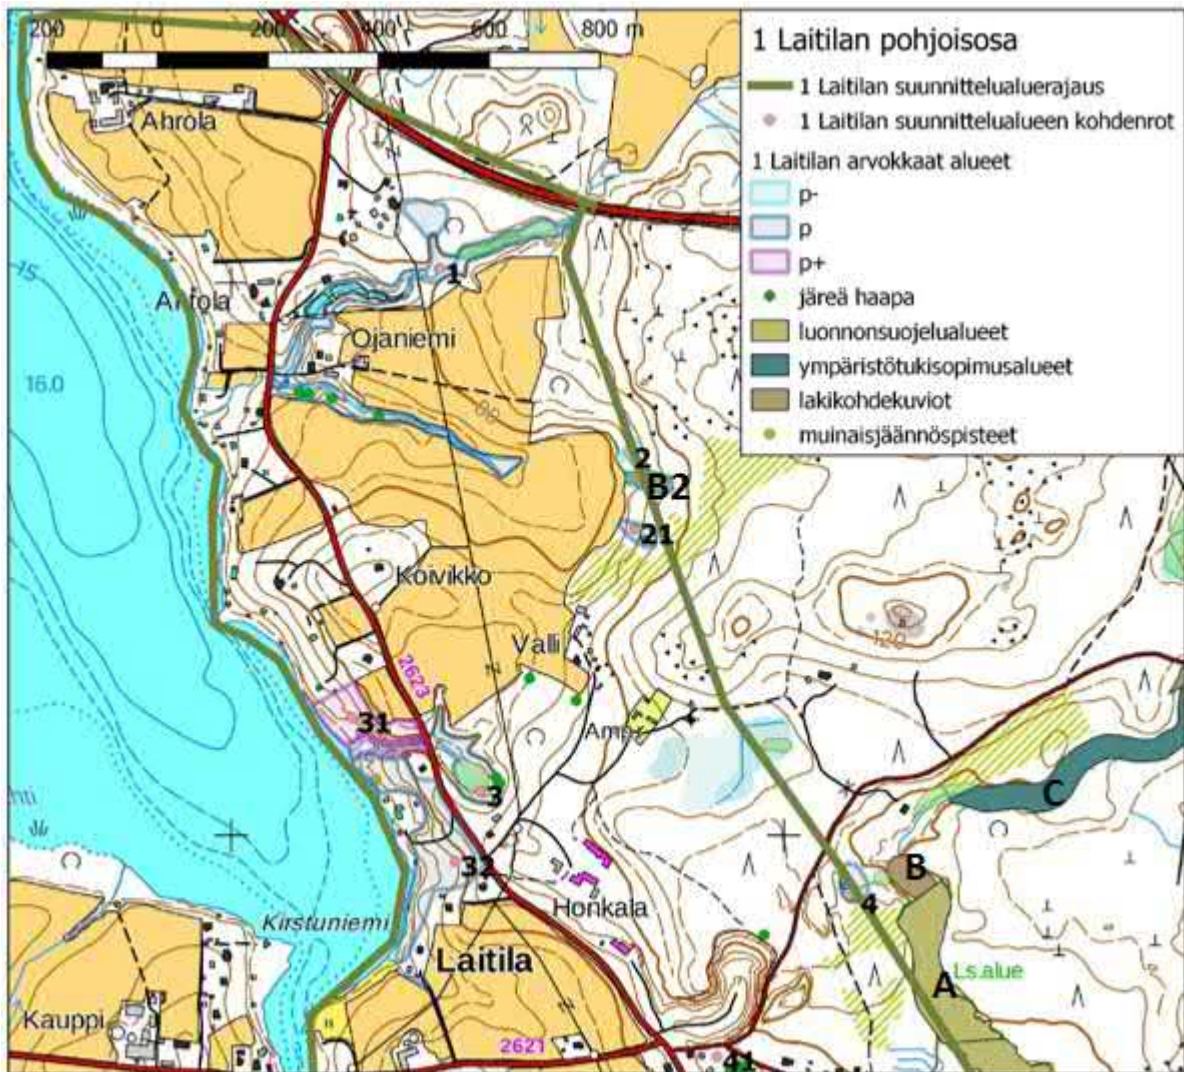 200 0 200 400 600 800 m
1 Laitilan pohjoisosa
1 Laitilan suunnittelualuerajaus
1 Laitilan suunnittelualueen kohdenrot
1 Laitilan arvokkaat alueet
p-
p
p+
järeä haapa
luonnonsuojelualueet
ympäristötukisopimusalueet
lakikohdekuviot
muinaisjäännöspisteet
Ahrola
1
15
Ojaniemi
16.0
2
B2
21
Koivikko
120
Valli
2623
31
C
3
B
32
4
Honkala
Kirstuniemi
Laitila
Ls.alue
A
Kauppi
2621
41